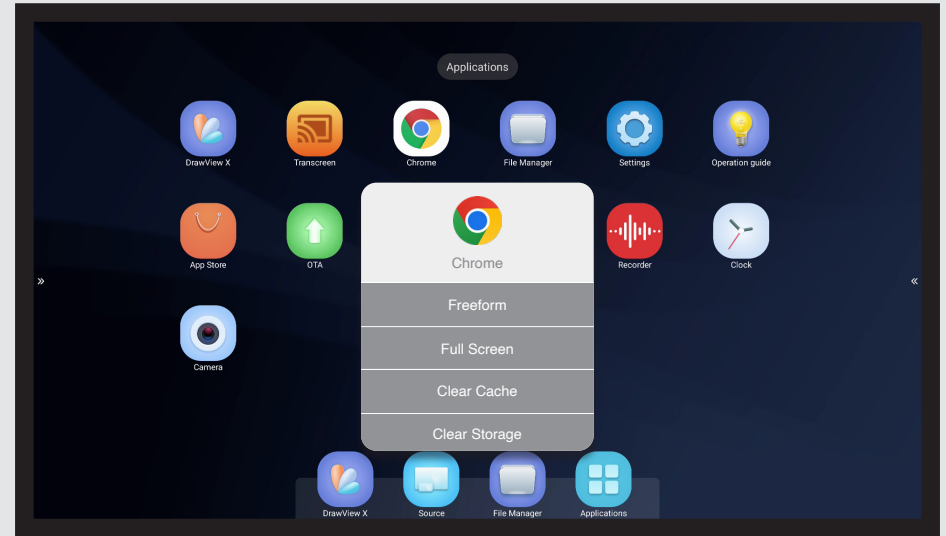 Applications
DrawView X
Transcreen
Chrome
File Manager
Settings
Operation guide
App Store
OTA
Recorder
Clock
Chrome
Freeform
Full Screen
Clear Cache
Clear Storage
»
«
Camera
DrawView X
Source
File Manager
Applications